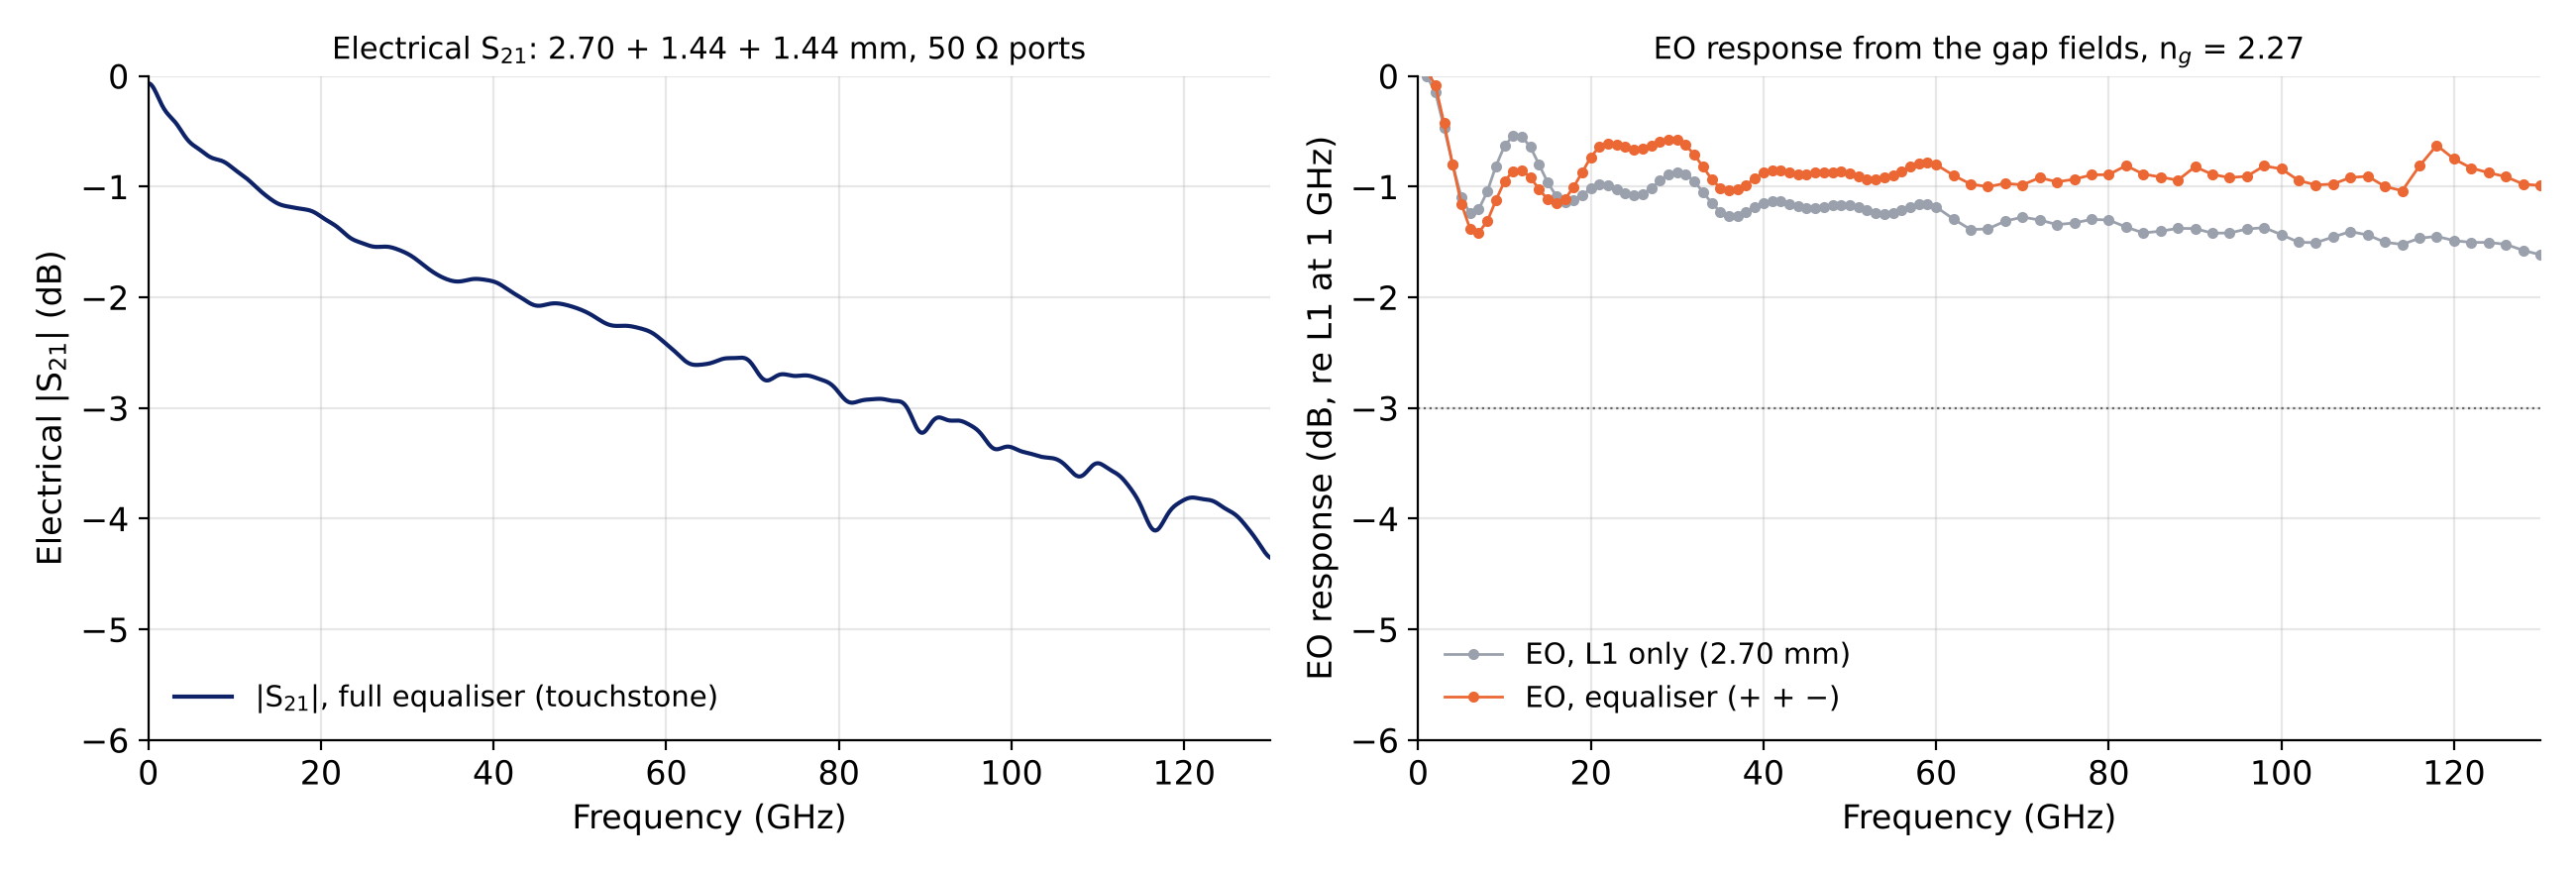 Electrical S₂₁: 2.70 + 1.44 + 1.44 mm, 50 Ω ports
Electrical |S₂₁| (dB)
0
−1
−2
−3
−4
−5
−6
|S₂₁|, full equaliser (touchstone)
0 20 40 60 80 100 120
Frequency (GHz)
EO response from the gap fields, n_g = 2.27
EO response (dB, re L1 at 1 GHz)
0
−1
−2
−3
−4
−5
−6
EO, L1 only (2.70 mm)
EO, equaliser (+ + −)
0 20 40 60 80 100 120
Frequency (GHz)